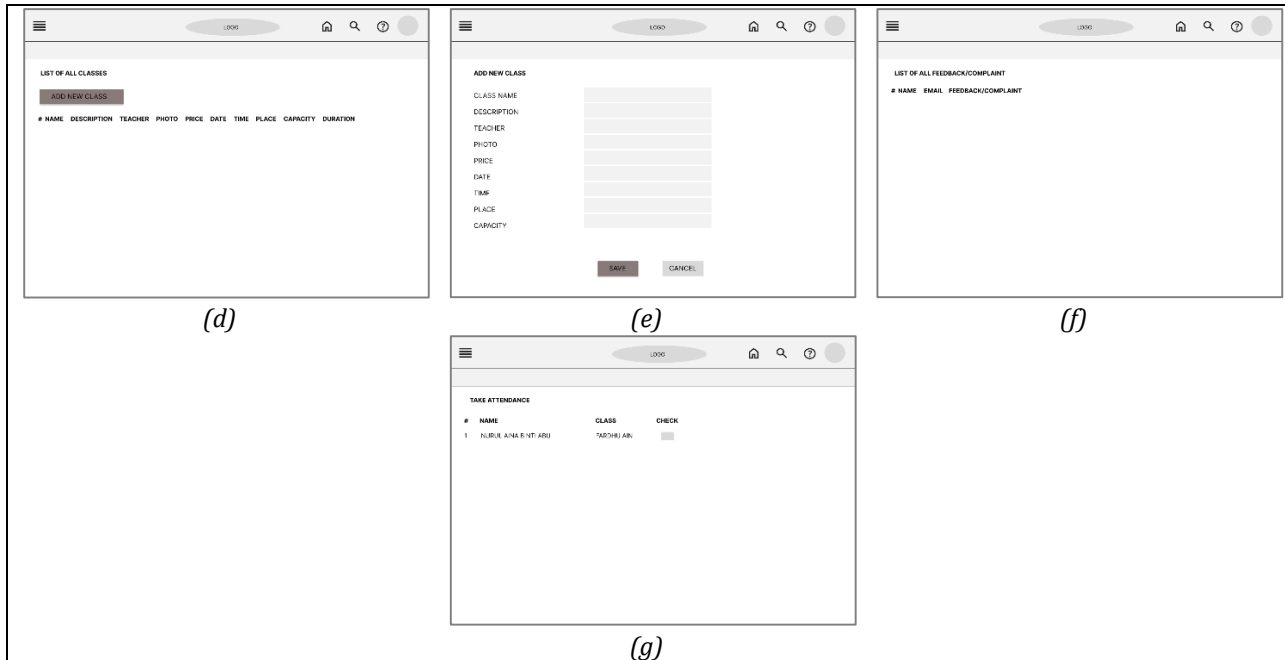 LOGO
LIST OF ALL CLASSES
ADD NEW CLASS
# NAME DESCRIPTION TEACHER PHOTO PRICE DATE TIME PLACE CAPACITY DURATION
(d)
LOGO
ADD NEW CLASS
CLASS NAME
DESCRIPTION
TEACHER
PHOTO
PRICE
DATE
TIME
PLACE
CAPACITY
SAVE CANCEL
(e)
LOGO
LIST OF ALL FEEDBACK/COMPLAINT
# NAME EMAIL FEEDBACK/COMPLAINT
(f)
LOGO
TAKE ATTENDANCE
# NAME CLASS CHECK
1 NURUL AINA BINTI ABU FARDHU AIN
(g)